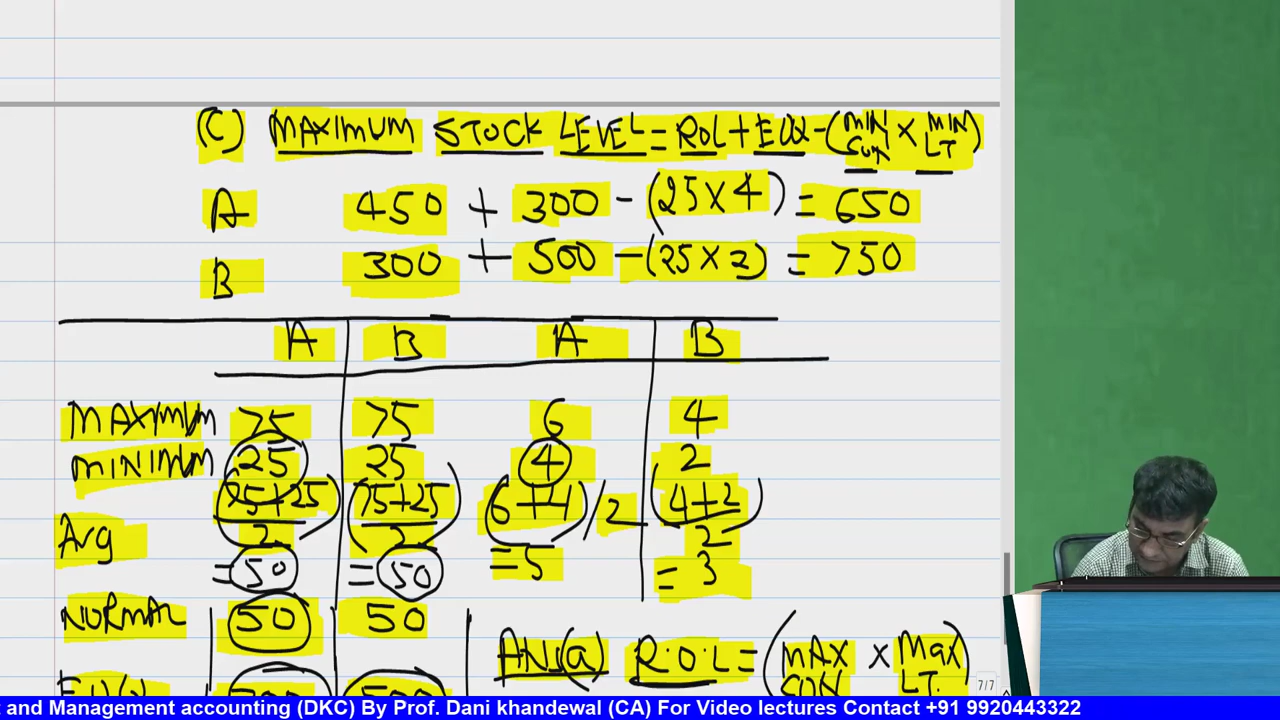 (C) MAXIMUM STOCK LEVEL = ROL + EOQ - (MIN CON × MIN LT)
A 450 + 300 - (25 × 4) = 650
B 300 + 500 - (25 × 2) = 750
A B A B
MAXIMUM 75 75 6 4
MINIMUM 25 25 4 2
Avg (75+25)/2 (75+25)/2 (6+4)/2 (4+2)/2
= 50 = 50 = 5 = 3
NORMAL 50 50
ANS(a) R.O.L = (MAX CON × Max LT)
7/7
t and Management accounting (DKC) By Prof. Dani khandewal (CA) For Video lectures Contact +91 9920443322